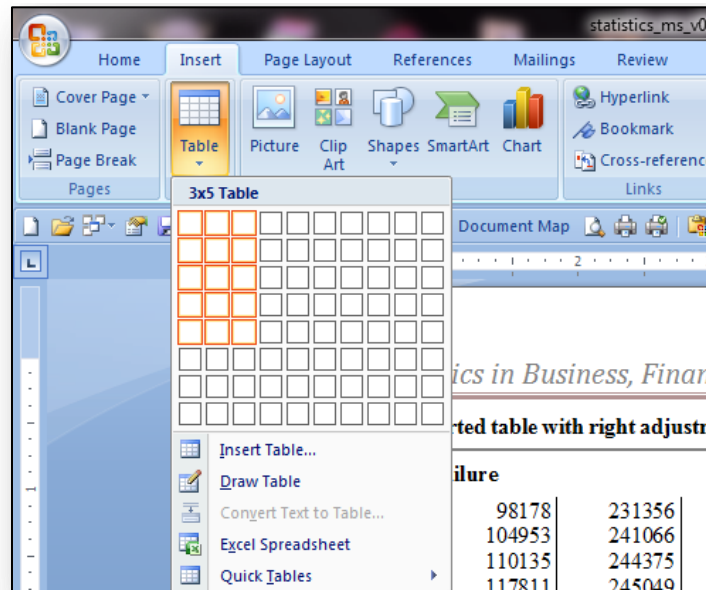 statistics_ms_v0
Home Insert Page Layout References Mailings Review
Cover Page
Blank Page
Page Break
Pages
Table
Picture
Clip
Art
Shapes
SmartArt
Chart
Hyperlink
Bookmark
Cross-referenc
Links
3x5 Table
Document Map
L
2
ics in Business, Finan
rted table with right adjustm
Insert Table...
Draw Table
Convert Text to Table...
Excel Spreadsheet
Quick Tables
ilure
98178 231356
104953 241066
110135 244375
117811 245049